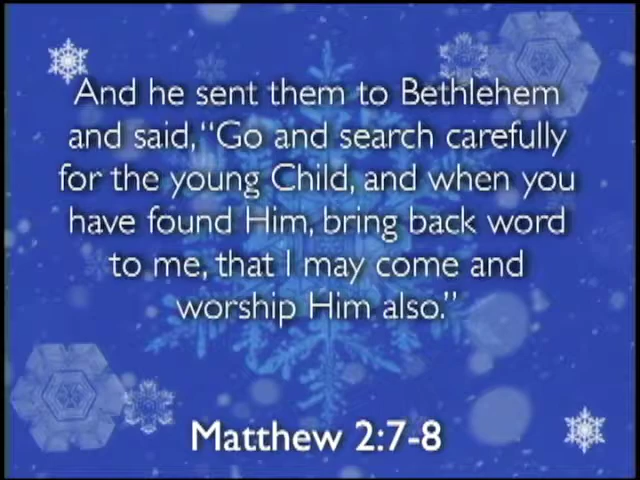 And he sent them to Bethlehem
and said, “Go and search carefully
for the young Child, and when you
have found Him, bring back word
to me, that I may come and
worship Him also.”
Matthew 2:7-8